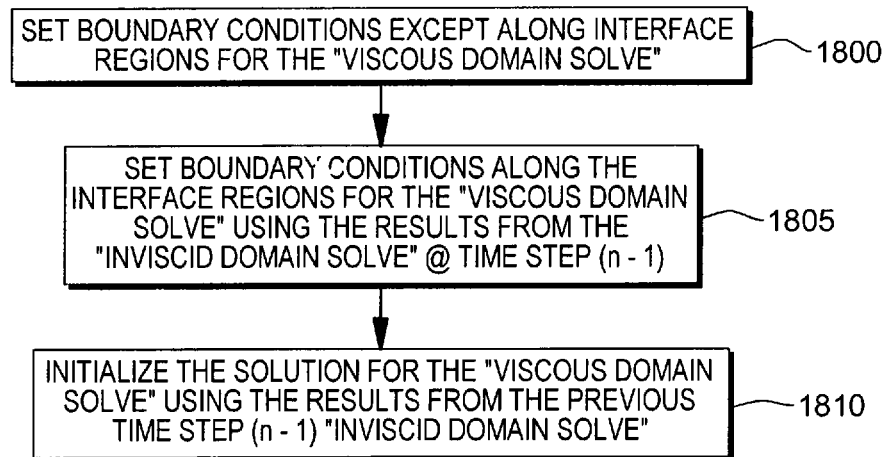 SET BOUNDARY CONDITIONS EXCEPT ALONG INTERFACE
REGIONS FOR THE "VISCOUS DOMAIN SOLVE"
1800
SET BOUNDARY CONDITIONS ALONG THE
INTERFACE REGIONS FOR THE "VISCOUS DOMAIN
SOLVE" USING THE RESULTS FROM THE
"INVISCID DOMAIN SOLVE" @ TIME STEP (n - 1)
1805
INITIALIZE THE SOLUTION FOR THE "VISCOUS DOMAIN
SOLVE" USING THE RESULTS FROM THE PREVIOUS
TIME STEP (n - 1) "INVISCID DOMAIN SOLVE"
1810